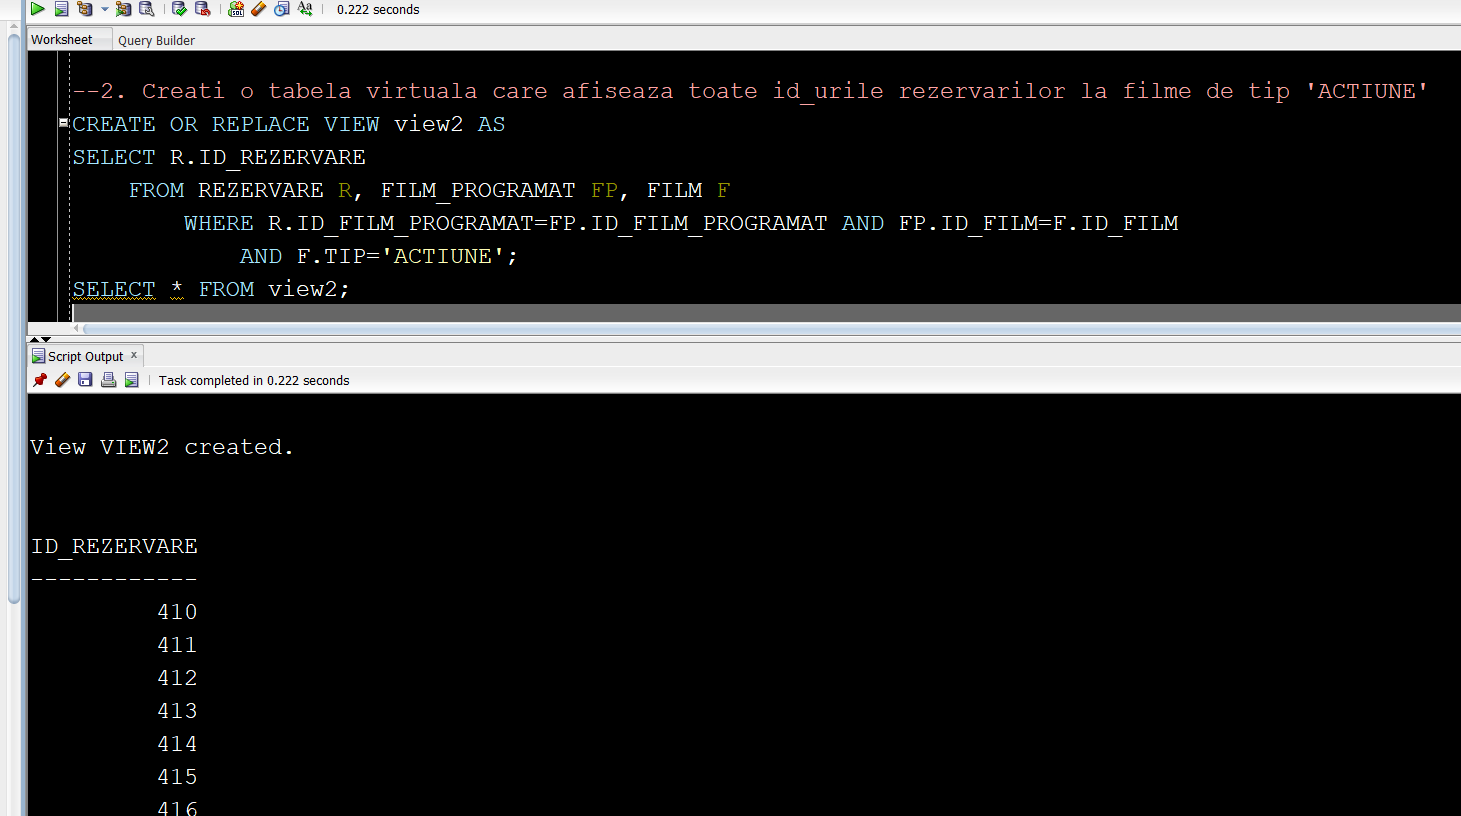 0.222 seconds
Worksheet Query Builder
--2. Creati o tabela virtuala care afiseaza toate id_urile rezervarilor la filme de tip 'ACTIUNE'
CREATE OR REPLACE VIEW view2 AS
SELECT R.ID_REZERVARE
FROM REZERVARE R, FILM_PROGRAMAT FP, FILM F
WHERE R.ID_FILM_PROGRAMAT=FP.ID_FILM_PROGRAMAT AND FP.ID_FILM=F.ID_FILM
AND F.TIP='ACTIUNE';
SELECT * FROM view2;
Script Output x
Task completed in 0.222 seconds
View VIEW2 created.
ID_REZERVARE
------------
410
411
412
413
414
415
416